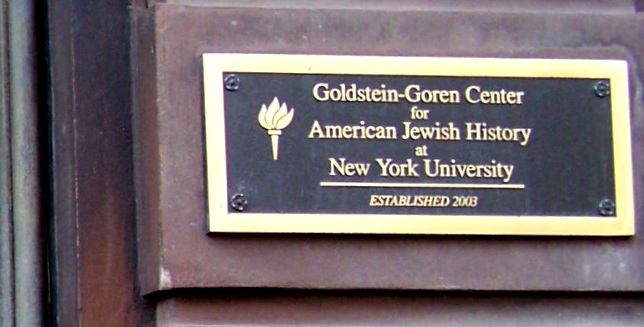 Goldstein-Goren Center
for
American Jewish History
at
New York University
ESTABLISHED 2003